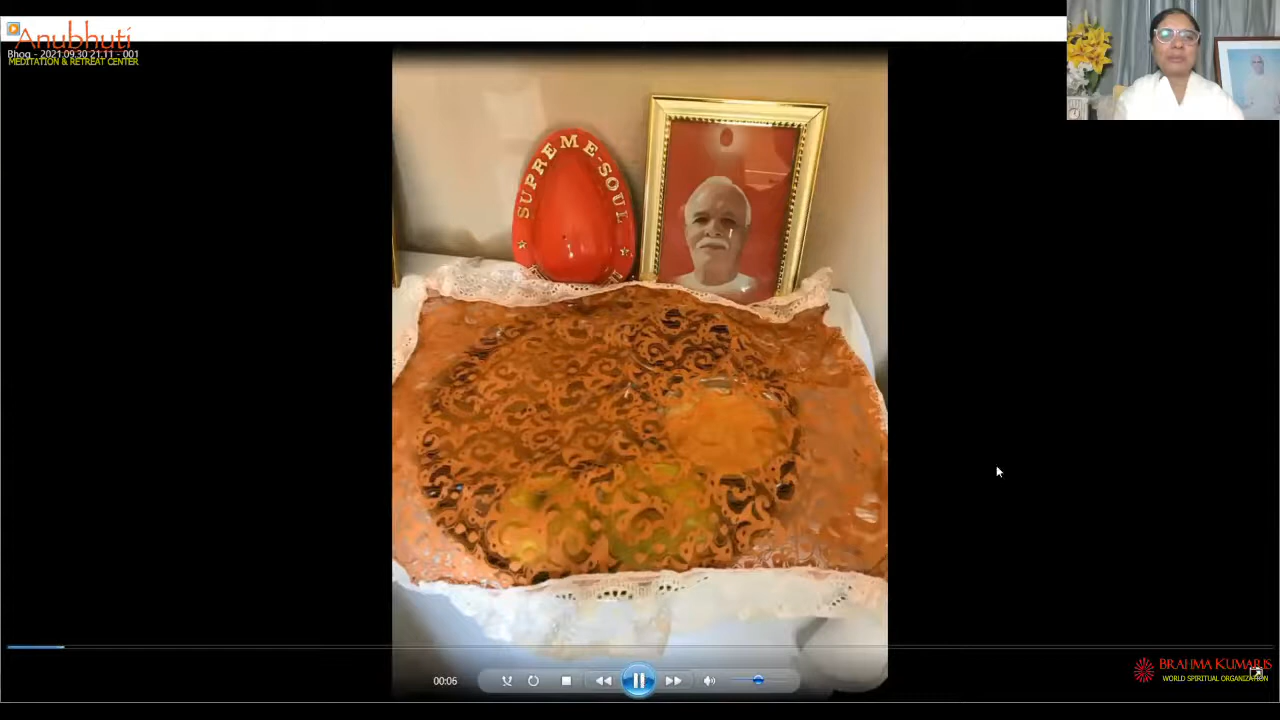 Anubhuti
Bhog - 2021.09.30 21.11 - 001
MEDITATION & RETREAT CENTER
SUPREME-SOUL
00:06
BRAHMA KUMARIS
WORLD SPIRITUAL ORGANIZATION